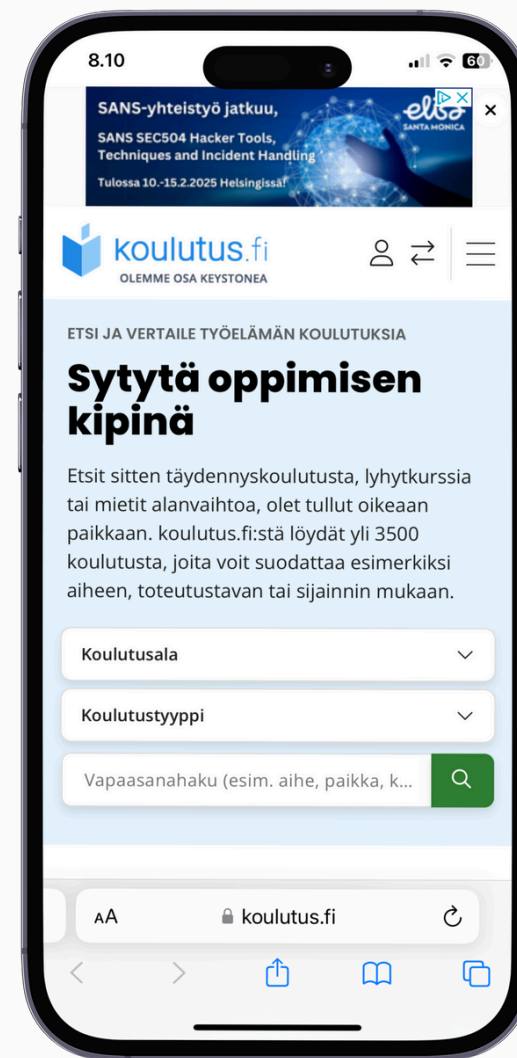 8.10
60
SANS-yhteistyö jatkuu,
SANS SEC504 Hacker Tools,
Techniques and Incident Handling
Tulossa 10.-15.2.2025 Helsingissä!
elisa
SANTA MONICA
koulutus.fi
OLEMME OSA KEYSTONEA
ETSI JA VERTAILE TYÖELÄMÄN KOULUTUKSIA
Sytytä oppimisen
kipinä
Etsit sitten täydennyskoulutusta, lyhytkurssia
tai mietit alanvaihtoa, olet tullut oikeaan
paikkaan. koulutus.fi:stä löydät yli 3500
koulutusta, joita voit suodattaa esimerkiksi
aiheen, toteutustavan tai sijainnin mukaan.
Koulutusala
Koulutustyyppi
Vapaasanahaku (esim. aihe, paikka, k...
AA
koulutus.fi